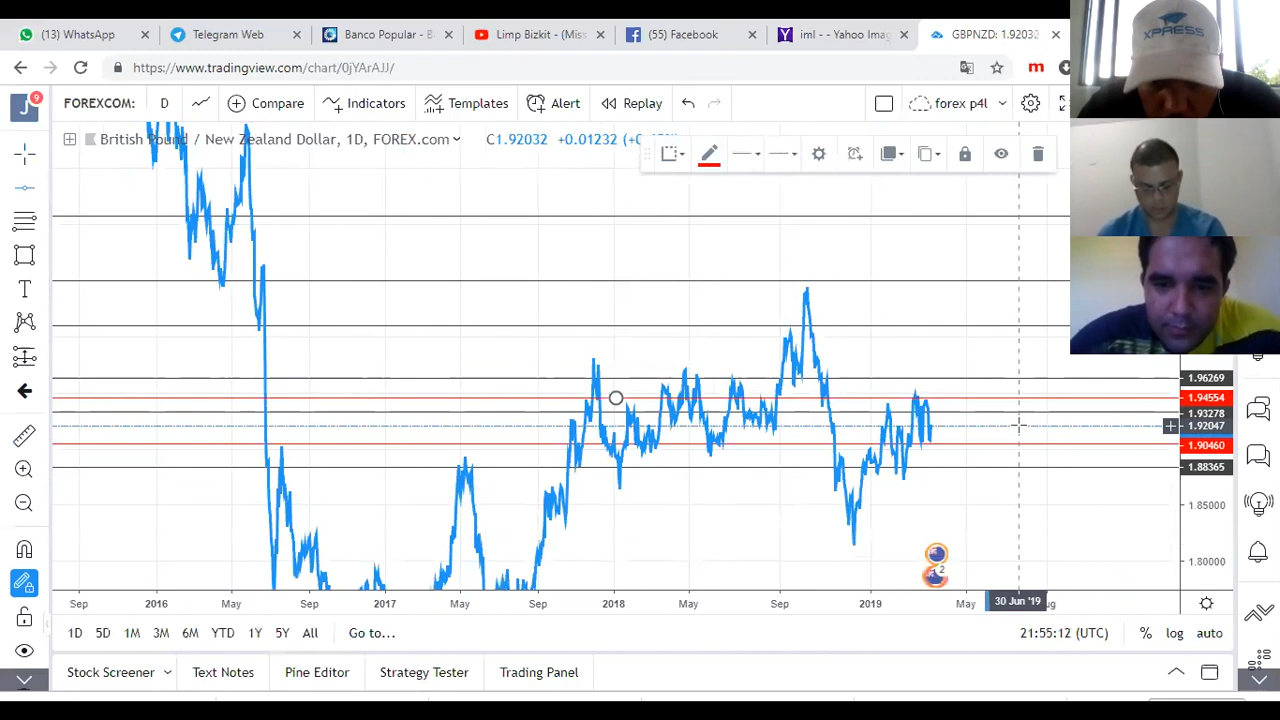 (13) WhatsApp
Telegram Web
Banco Popular - Ba
Limp Bizkit - (Miss
(55) Facebook
iml - - Yahoo Imag
GBPNZD: 1.9203
https://www.tradingview.com/chart/0jYArAJJ/
XPRESS
J 9
FOREXCOM:
D
Compare
Indicators
Templates
Alert
Replay
forex p4l
British Pound / New Zealand Dollar, 1D, FOREX.com
C1.92032 +0.01232
1.96269
1.94554
1.93278
1.92047
1.90460
1.88365
1.85000
1.80000
2
Sep 2016 May Sep 2017 May Sep 2018 May Sep 2019 May 30 Jun '19
1D 5D 1M 3M 6M YTD 1Y 5Y All Go to...
21:55:12 (UTC) % log auto
Stock Screener
Text Notes
Pine Editor
Strategy Tester
Trading Panel